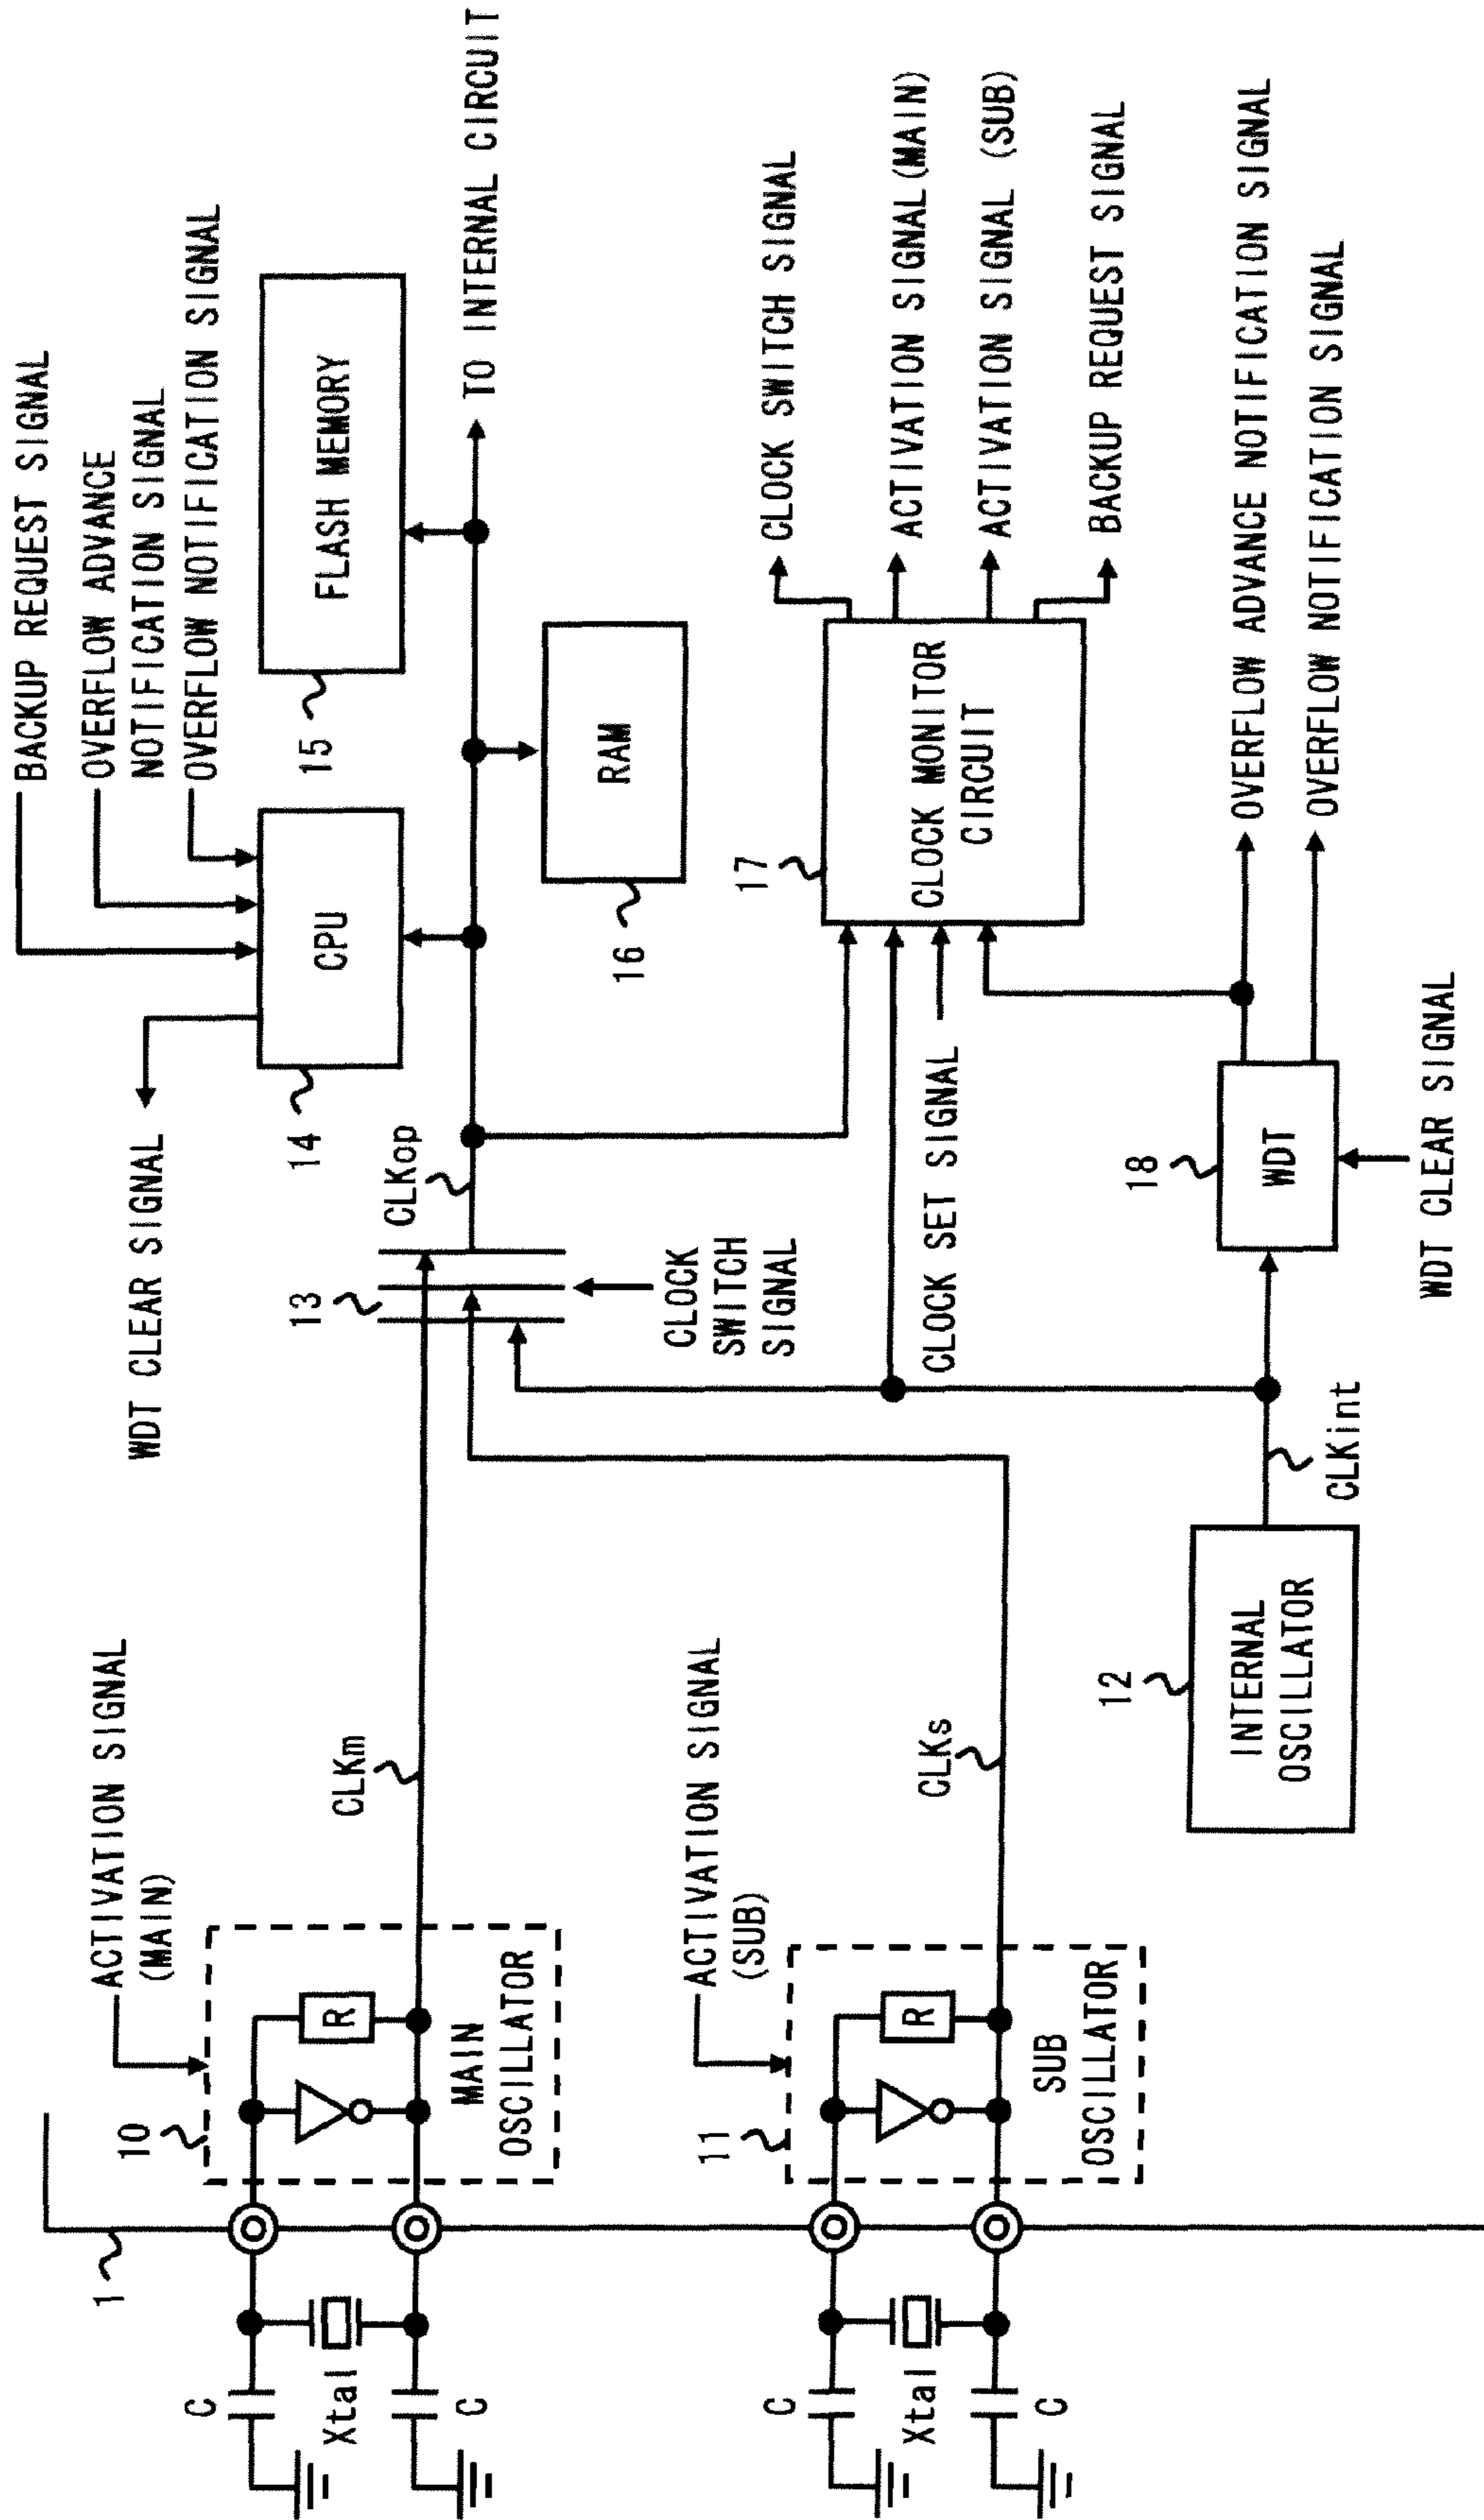 BACKUP REQUEST SIGNAL
OVERFLOW ADVANCE
NOTIFICATION SIGNAL
OVERFLOW NOTIFICATION SIGNAL
WDT CLEAR SIGNAL
ACTIVATION SIGNAL
(MAIN)
1
10
C
Xtal
C
R
MAIN
OSCILLATOR
CLKm
13
CLKop
14
CPU
15
FLASH MEMORY
TO INTERNAL CIRCUIT
16
RAM
CLOCK
SWITCH
SIGNAL
ACTIVATION SIGNAL
(SUB)
11
C
Xtal
C
R
SUB
OSCILLATOR
CLKs
CLOCK SET SIGNAL
17
CLOCK MONITOR
CIRCUIT
CLOCK SWITCH SIGNAL
ACTIVATION SIGNAL(MAIN)
ACTIVATION SIGNAL (SUB)
BACKUP REQUEST SIGNAL
12
INTERNAL
OSCILLATOR
CLKint
18
WDT
WDT CLEAR SIGNAL
OVERFLOW ADVANCE NOTIFICATION SIGNAL
OVERFLOW NOTIFICATION SIGNAL